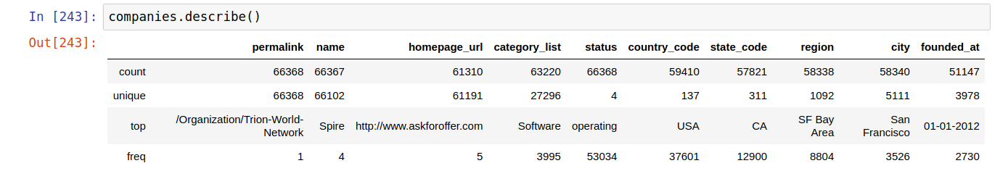 In [243]: companies.describe()
Out[243]:
permalink name homepage_url category_list status country_code state_code region city founded_at
count 66368 66367 61310 63220 66368 59410 57821 58338 58340 51147
unique 66368 66102 61191 27296 4 137 311 1092 5111 3978
top /Organization/Trion-World-Network Spire http://www.askforoffer.com Software operating USA CA SF Bay Area San Francisco 01-01-2012
freq 1 4 5 3995 53034 37601 12900 8804 3526 2730